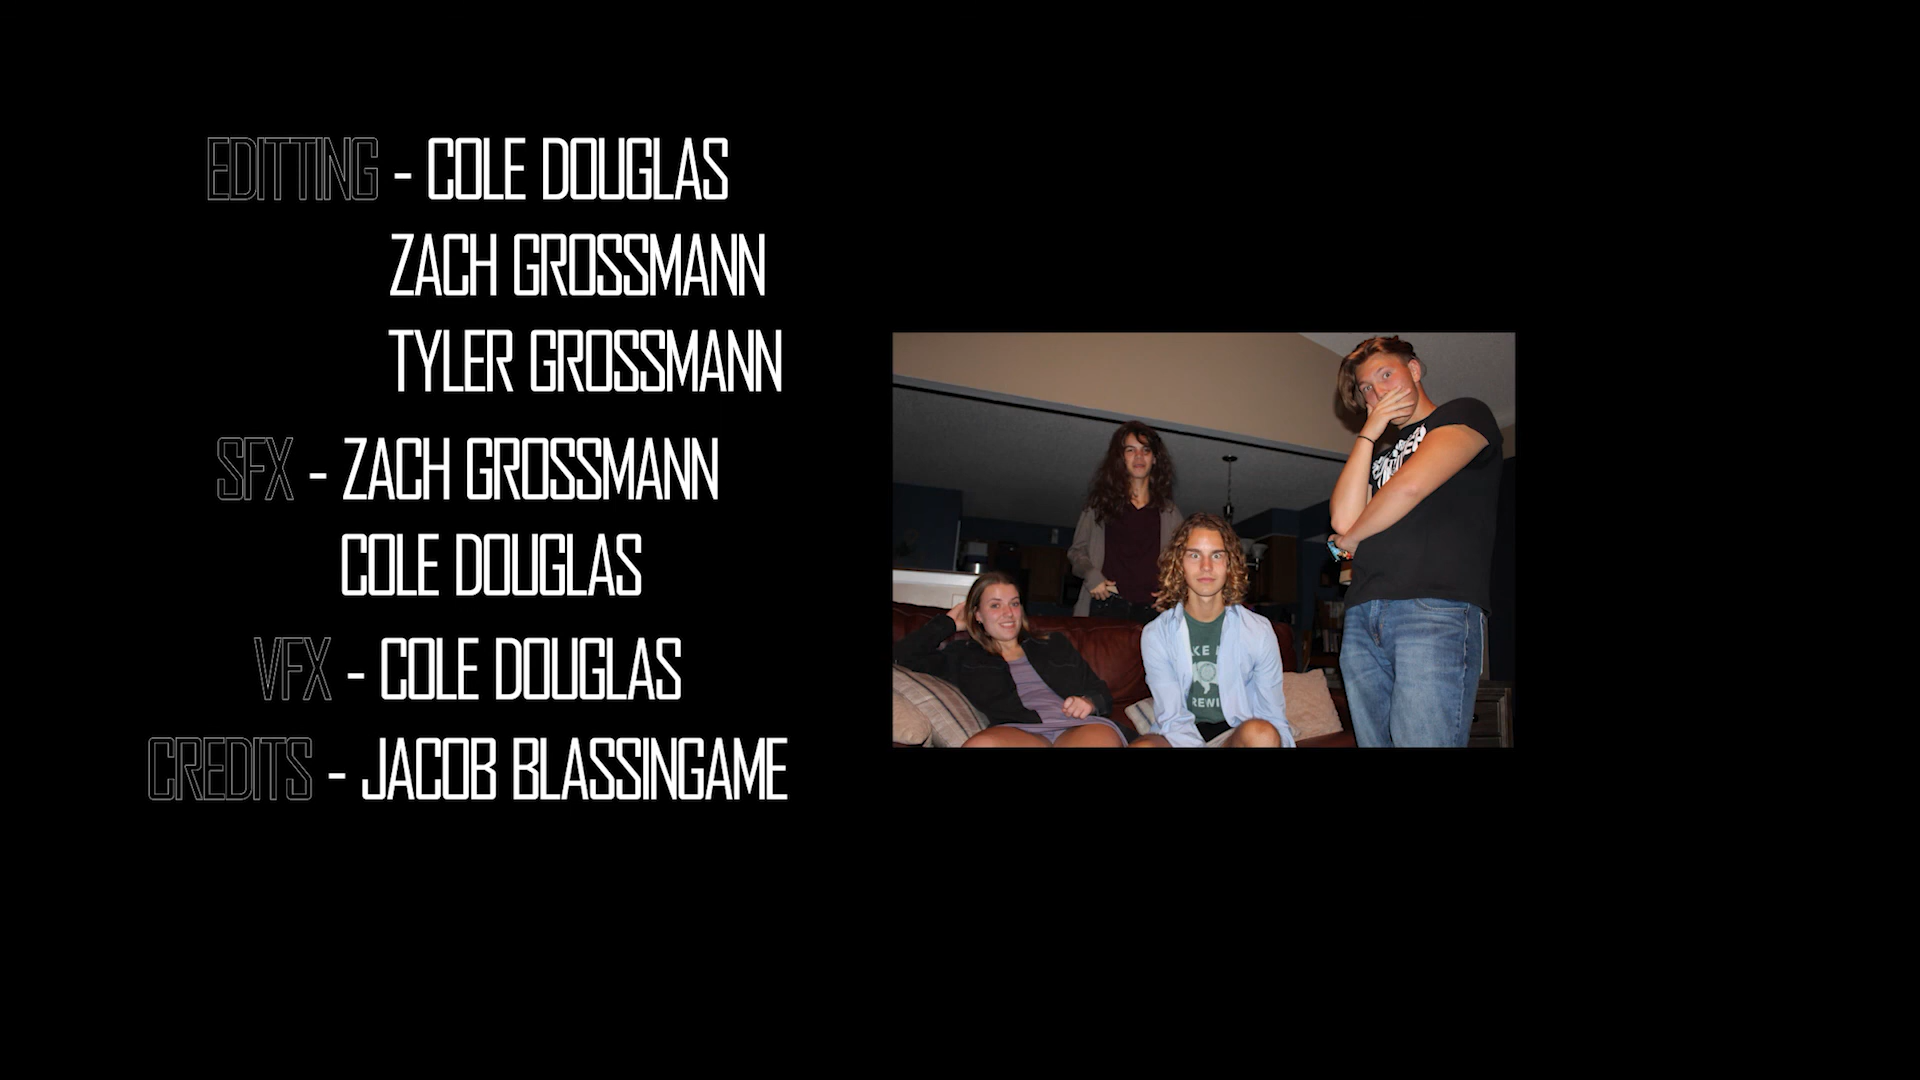 EDITTING - COLE DOUGLAS
ZACH GROSSMANN
TYLER GROSSMANN
SFX - ZACH GROSSMANN
COLE DOUGLAS
VFX - COLE DOUGLAS
CREDITS - JACOB BLASSINGAME